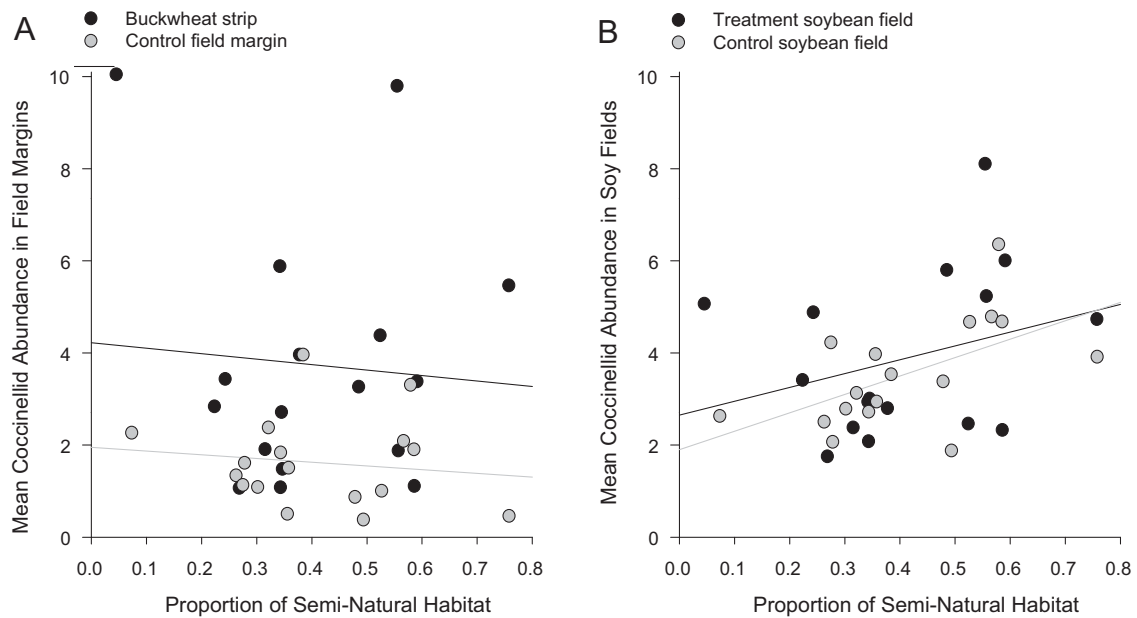 A
Buckwheat strip
Control field margin
Mean Coccinellid Abundance in Field Margins
10
8
6
4
2
0
0.0 0.1 0.2 0.3 0.4 0.5 0.6 0.7 0.8
Proportion of Semi-Natural Habitat
B
Treatment soybean field
Control soybean field
Mean Coccinellid Abundance in Soy Fields
10
8
6
4
2
0
0.0 0.1 0.2 0.3 0.4 0.5 0.6 0.7 0.8
Proportion of Semi-Natural Habitat